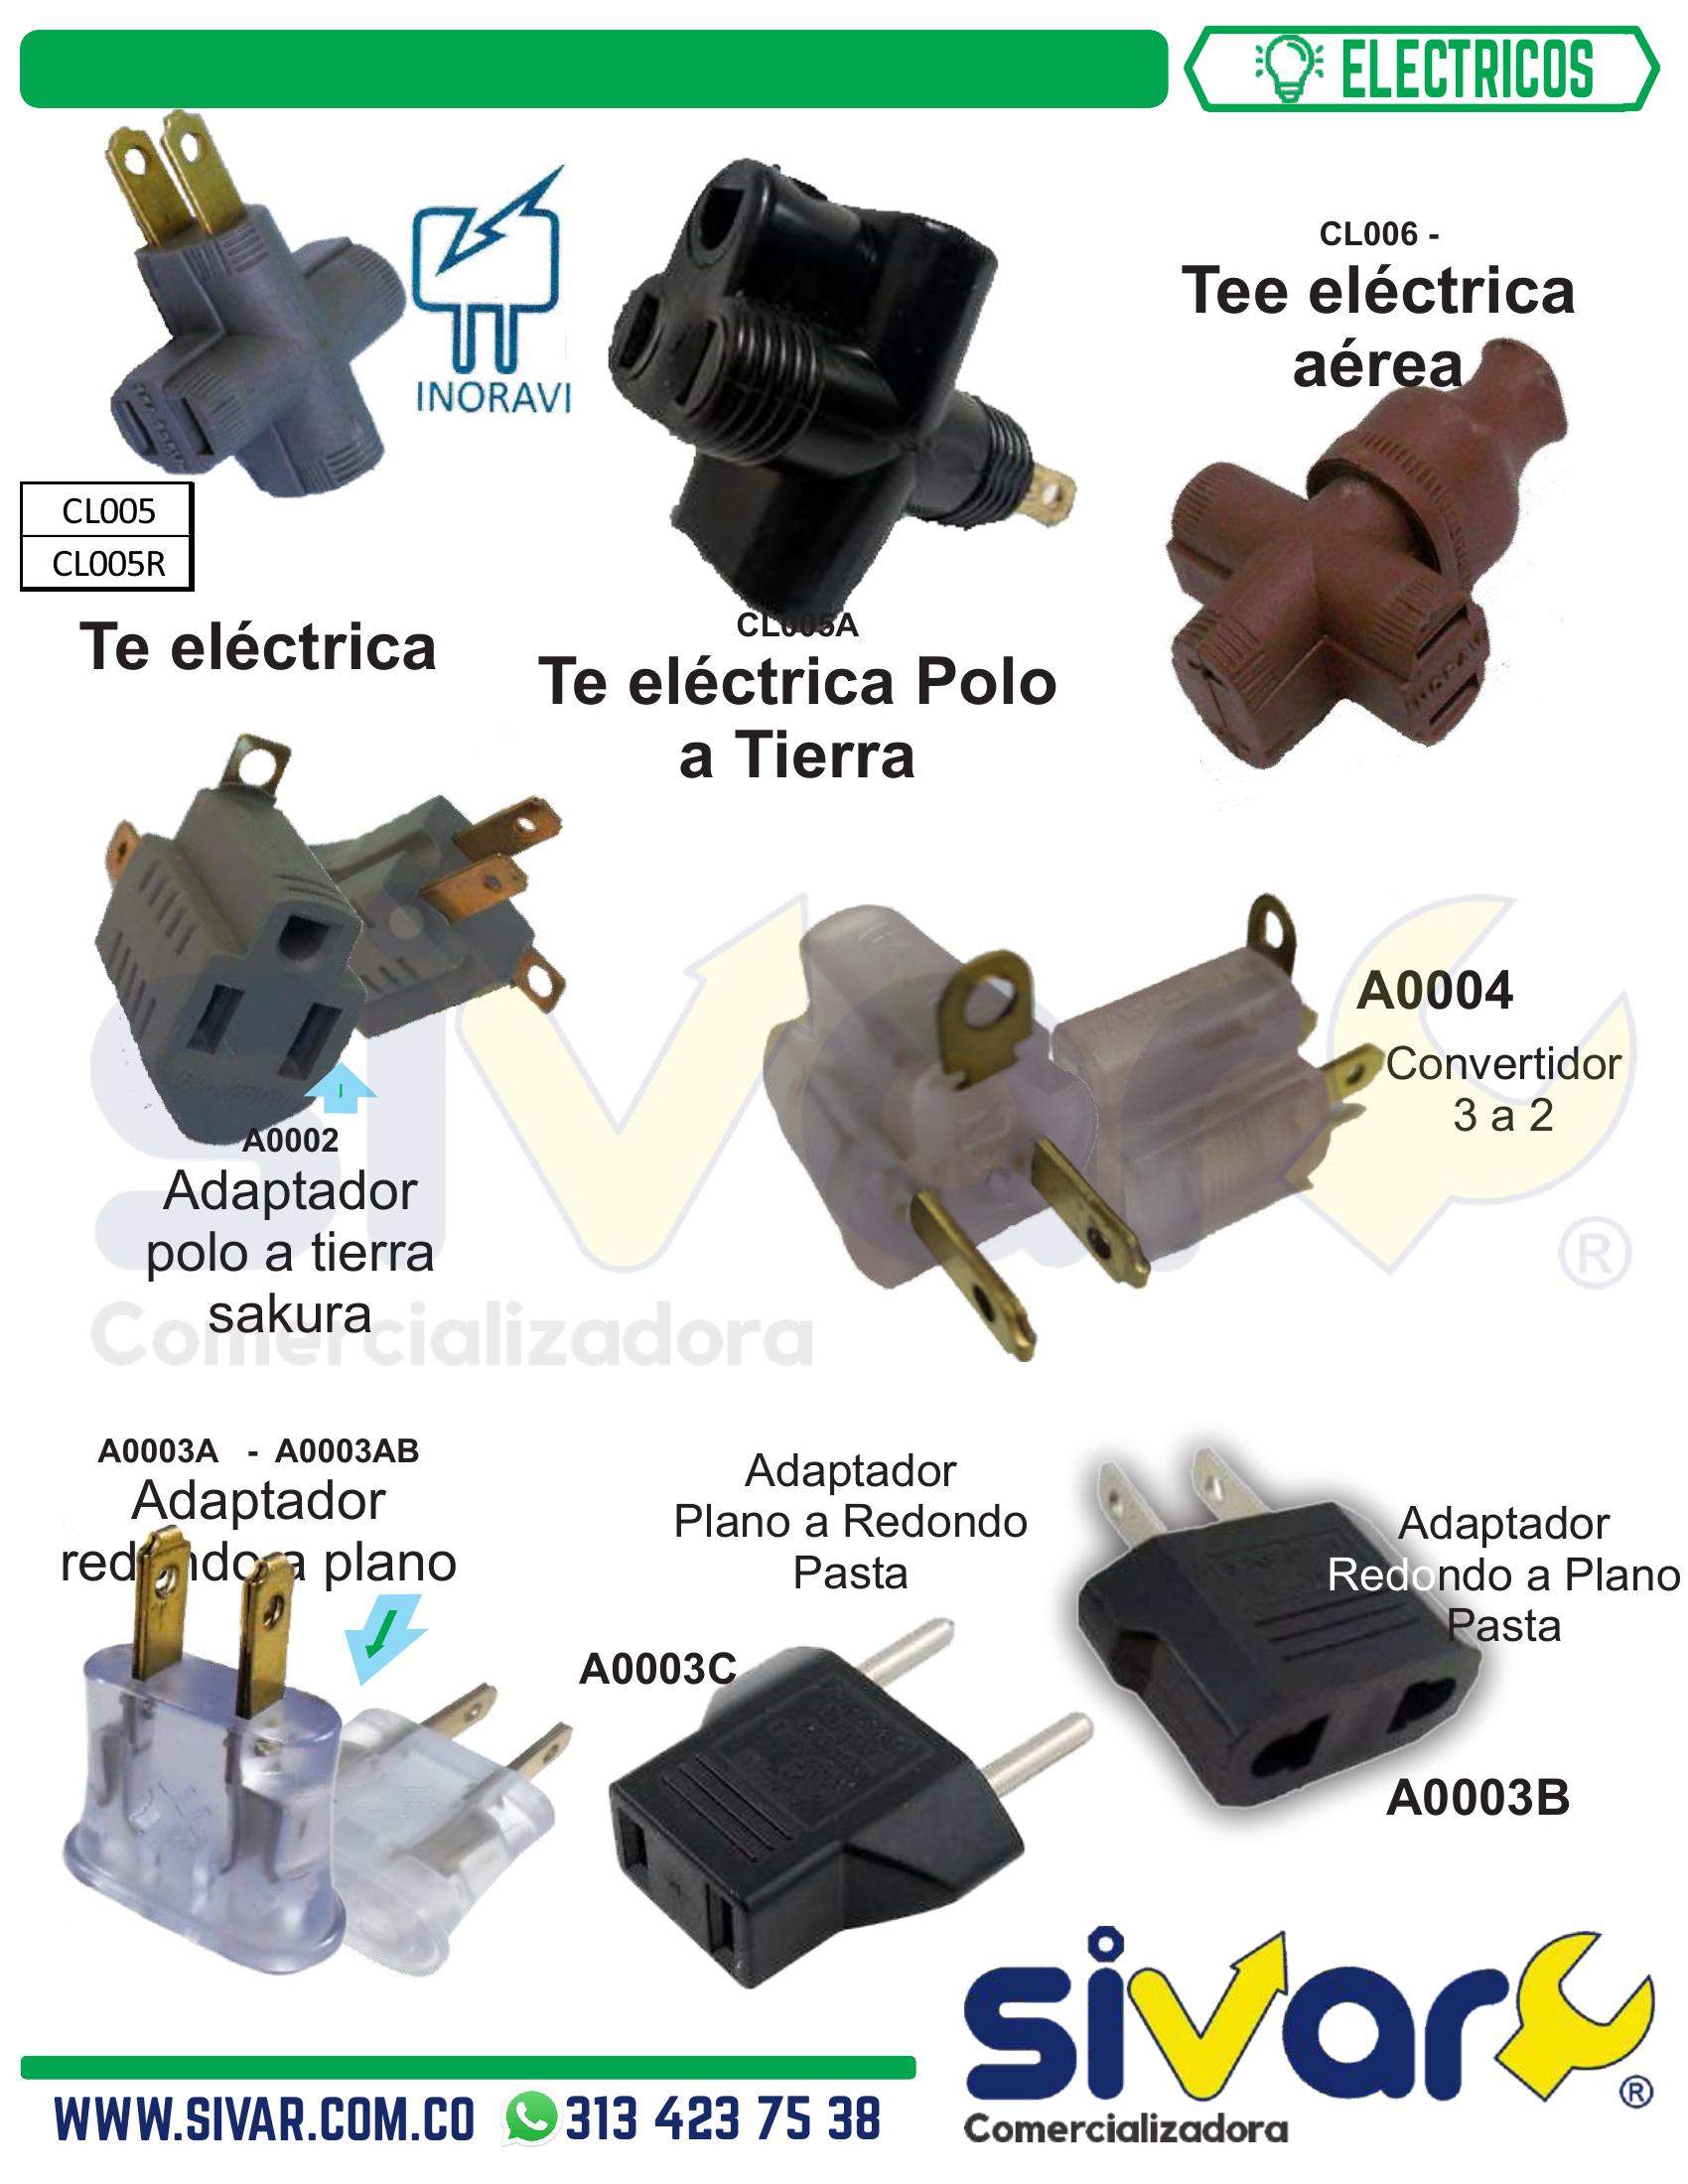 ELECTRICOS
INORAVI
CL005
CL005R
Te eléctrica
CL005A
Te eléctrica Polo
a Tierra
CL006 -
Tee eléctrica
aérea
A0002
Adaptador
polo a tierra
sakura
A0004
Convertidor
3 a 2
sivar
®
Comercializadora
A0003A - A0003AB
Adaptador
redondo a plano
Adaptador
Plano a Redondo
Pasta
A0003C
Adaptador
Redondo a Plano
Pasta
A0003B
sivar
®
Comercializadora
WWW.SIVAR.COM.CO 313 423 75 38